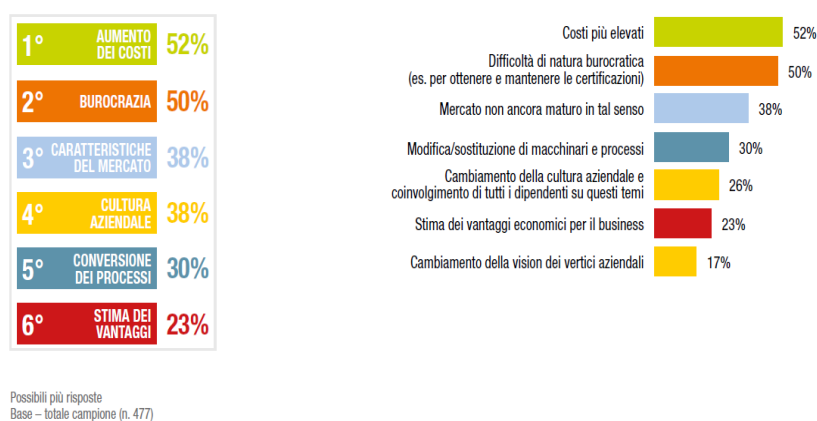 1° AUMENTO
DEI COSTI 52%
2° BUROCRAZIA 50%
3° CARATTERISTICHE
DEL MERCATO 38%
4° CULTURA
AZIENDALE 38%
5° CONVERSIONE
DEI PROCESSI 30%
6° STIMA DEI
VANTAGGI 23%
Costi più elevati 52%
Difficoltà di natura burocratica
(es. per ottenere e mantenere le certificazioni) 50%
Mercato non ancora maturo in tal senso 38%
Modifica/sostituzione di macchinari e processi 30%
Cambiamento della cultura aziendale e
coinvolgimento di tutti i dipendenti su questi temi 26%
Stima dei vantaggi economici per il business 23%
Cambiamento della vision dei vertici aziendali 17%
Possibili più risposte
Base – totale campione (n. 477)